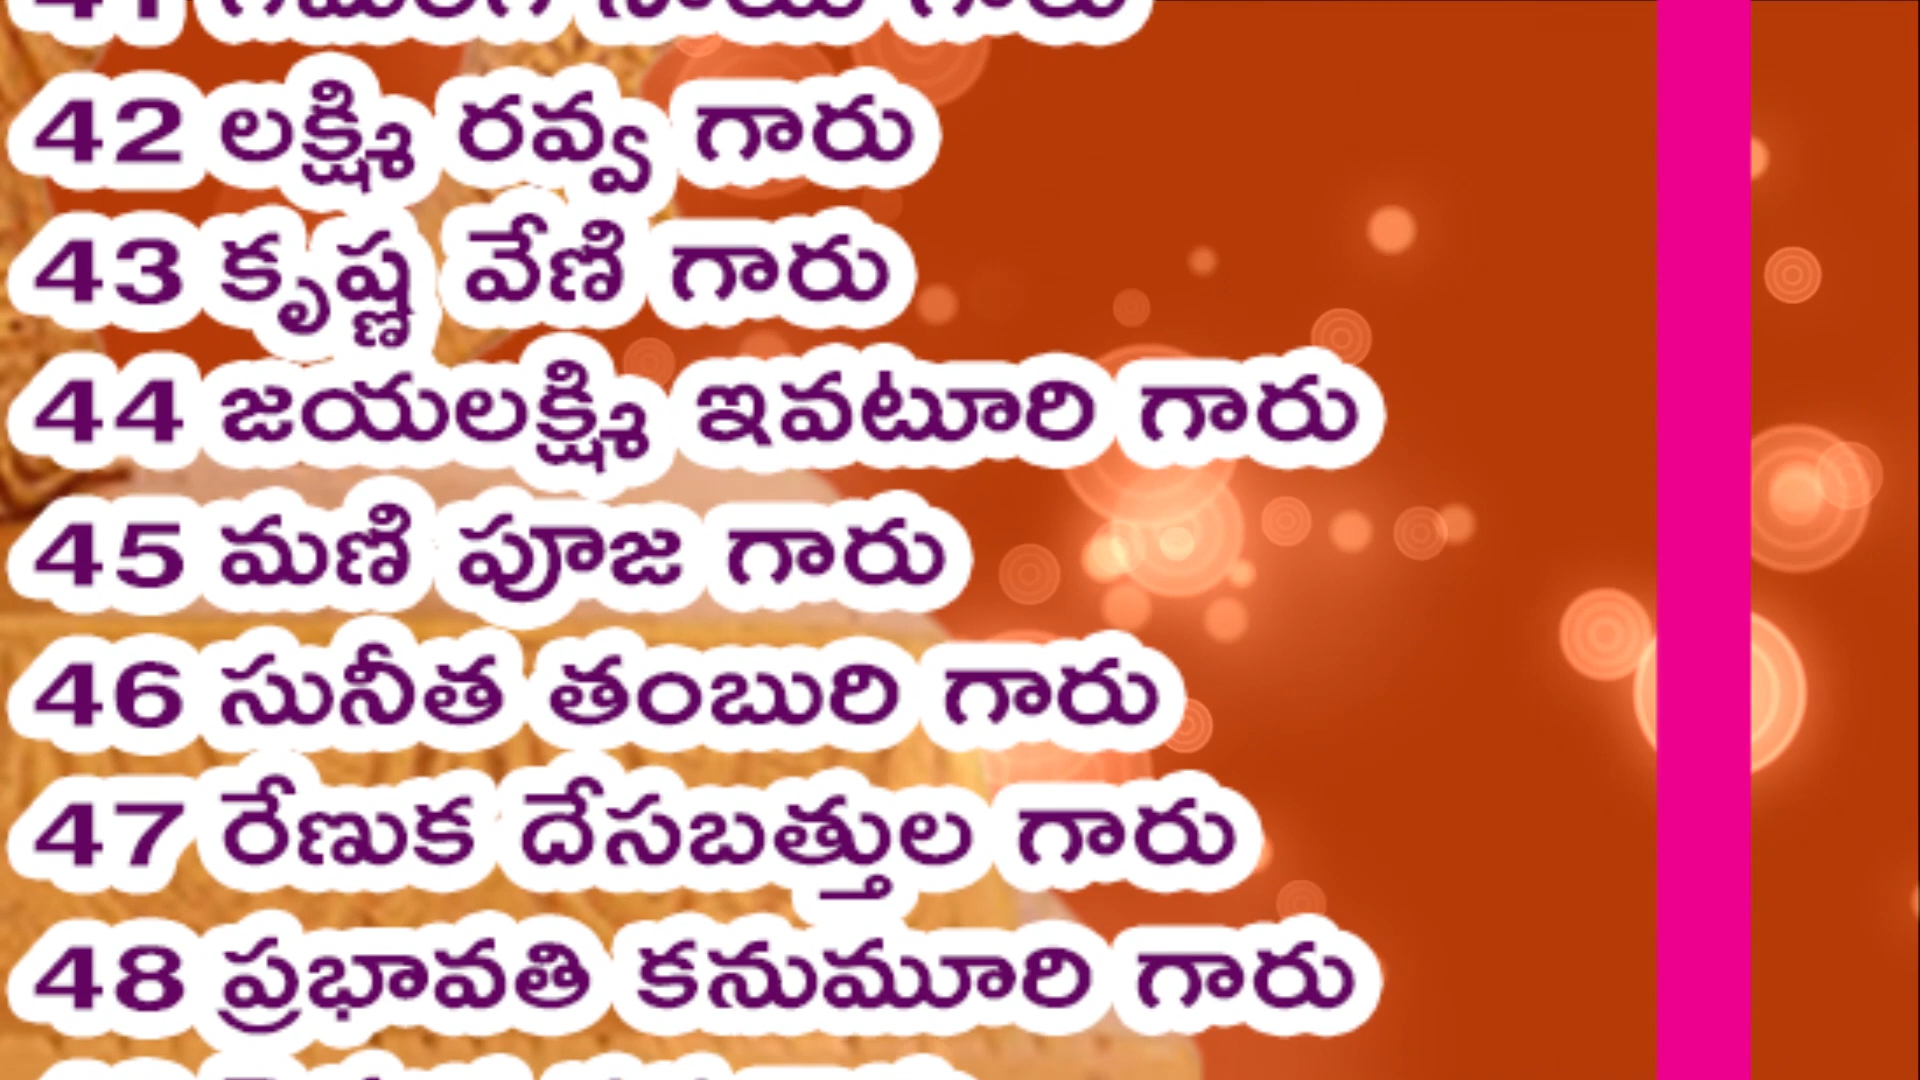 42 లక్ష్మి రవ్వ గారు
43 కృష్ణ వేణి గారు
44 జయలక్ష్మి ఇవటూరి గారు
45 మణి పూజ గారు
46 సునీత తంబురి గారు
47 రేణుక దేసబత్తుల గారు
48 ప్రభావతి కనుమూరి గారు